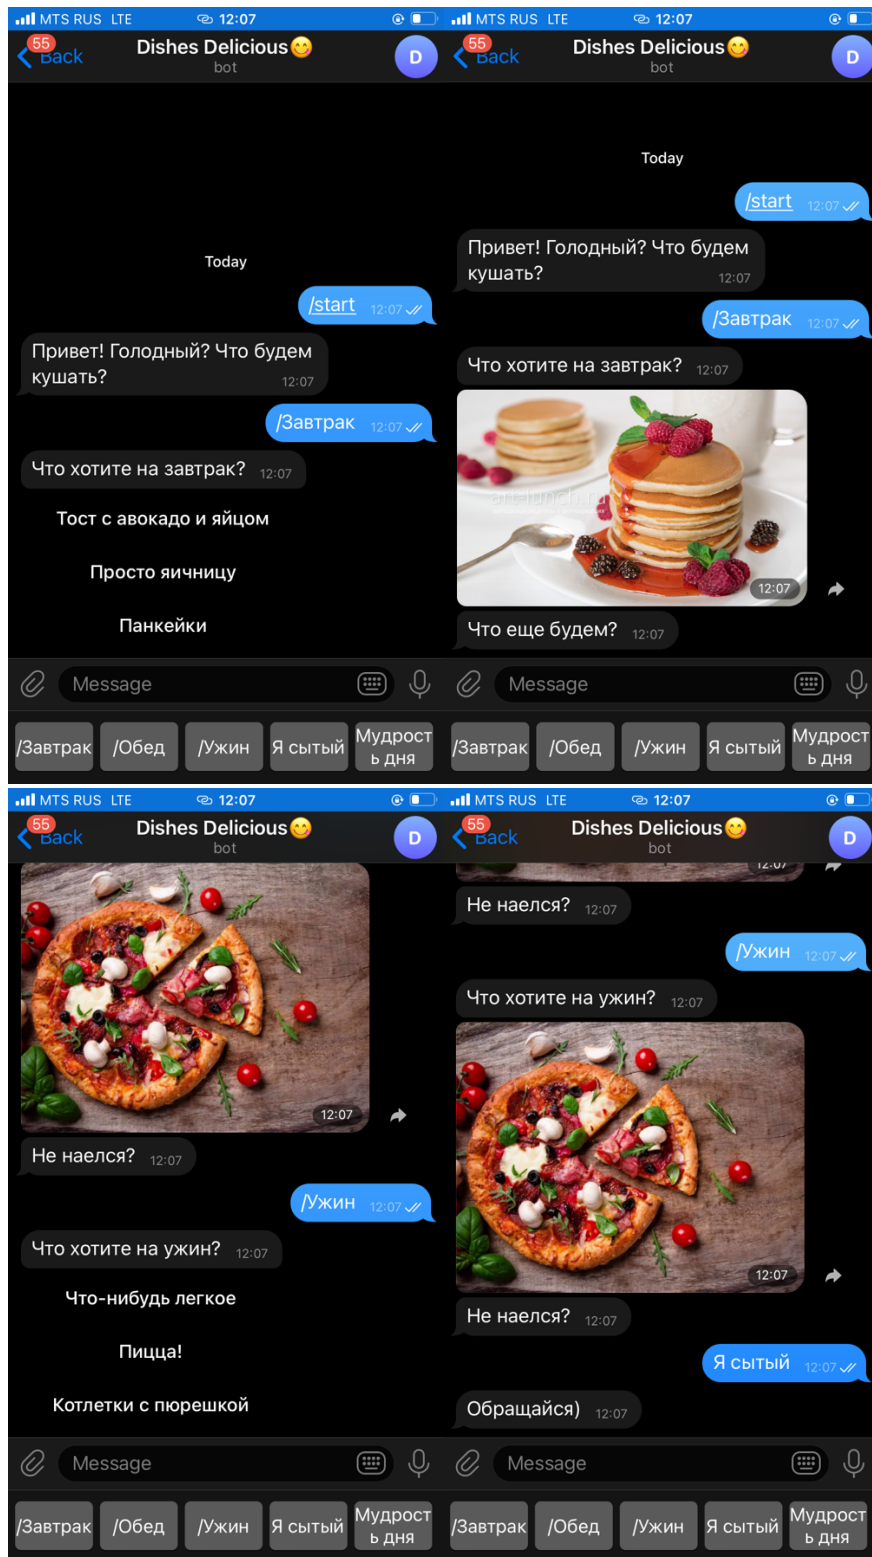 MTS RUS LTE 12:07
55
Back
Dishes Delicious
bot
D
Today
/start 12:07
Привет! Голодный? Что будем
кушать? 12:07
/Завтрак 12:07
Что хотите на завтрак? 12:07
Тост с авокадо и яйцом
Просто яичницу
Панкейки
Message
/Завтрак /Обед /Ужин Я сытый Мудрост
ь дня
MTS RUS LTE 12:07
55
Back
Dishes Delicious
bot
D
Today
/start 12:07
Привет! Голодный? Что будем
кушать? 12:07
/Завтрак 12:07
Что хотите на завтрак? 12:07
art-lunch.ru
12:07
Что еще будем? 12:07
Message
/Завтрак /Обед /Ужин Я сытый Мудрост
ь дня
MTS RUS LTE 12:07
55
Back
Dishes Delicious
bot
D
12:07
Не наелся? 12:07
/Ужин 12:07
Что хотите на ужин? 12:07
Что-нибудь легкое
Пицца!
Котлетки с пюрешкой
Message
/Завтрак /Обед /Ужин Я сытый Мудрост
ь дня
MTS RUS LTE 12:07
55
Back
Dishes Delicious
bot
D
12:07
Не наелся? 12:07
/Ужин 12:07
Что хотите на ужин? 12:07
12:07
Не наелся? 12:07
Я сытый 12:07
Обращайся) 12:07
Message
/Завтрак /Обед /Ужин Я сытый Мудрост
ь дня